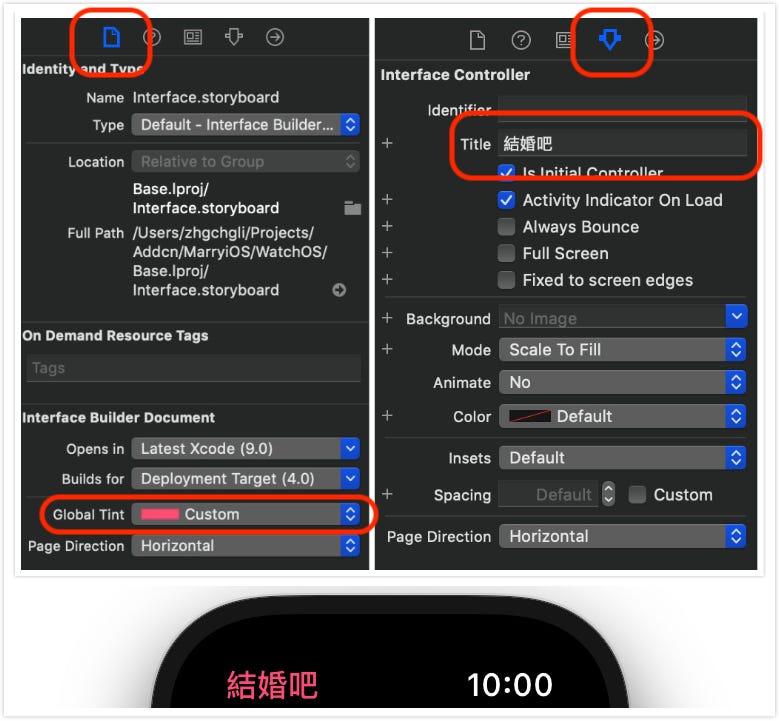 Identity and Type
Name Interface.storyboard
Type Default - Interface Builder...
Location Relative to Group
Base.lproj/
Interface.storyboard
Full Path /Users/zhgchgli/Projects/
Addcn/MarryiOS/WatchOS/
Base.lproj/
Interface.storyboard
On Demand Resource Tags
Tags
Interface Builder Document
Opens in Latest Xcode (9.0)
Builds for Deployment Target (4.0)
Global Tint Custom
Page Direction Horizontal
Interface Controller
Identifier
Title 結婚吧
Is Initial Controller
Activity Indicator On Load
Always Bounce
Full Screen
Fixed to screen edges
Background No Image
Mode Scale To Fill
Animate No
Color Default
Insets Default
Spacing Default Custom
Page Direction Horizontal
結婚吧 10:00